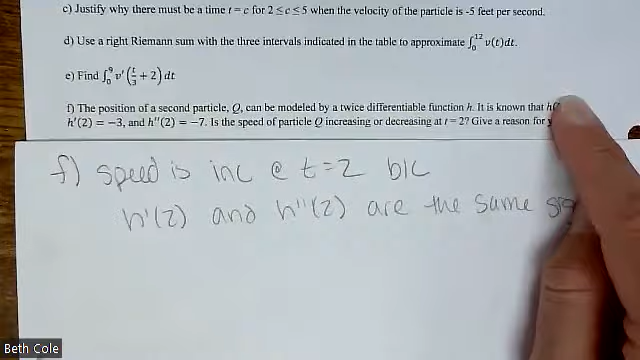 c) Justify why there must be a time t = c for 2 ≤ c ≤ 5 when the velocity of the particle is -5 feet per second.
d) Use a right Riemann sum with the three intervals indicated in the table to approximate ∫₀¹² v(t)dt.
e) Find ∫₀⁹ v′(t/3 + 2) dt
f) The position of a second particle, Q, can be modeled by a twice differentiable function h. It is known that
h′(2) = −3, and h′′(2) = −7. Is the speed of particle Q increasing or decreasing at t = 2? Give a reason for
f) speed is inc @ t=2 b/c
h'(2) and h''(2) are the same
Beth Cole